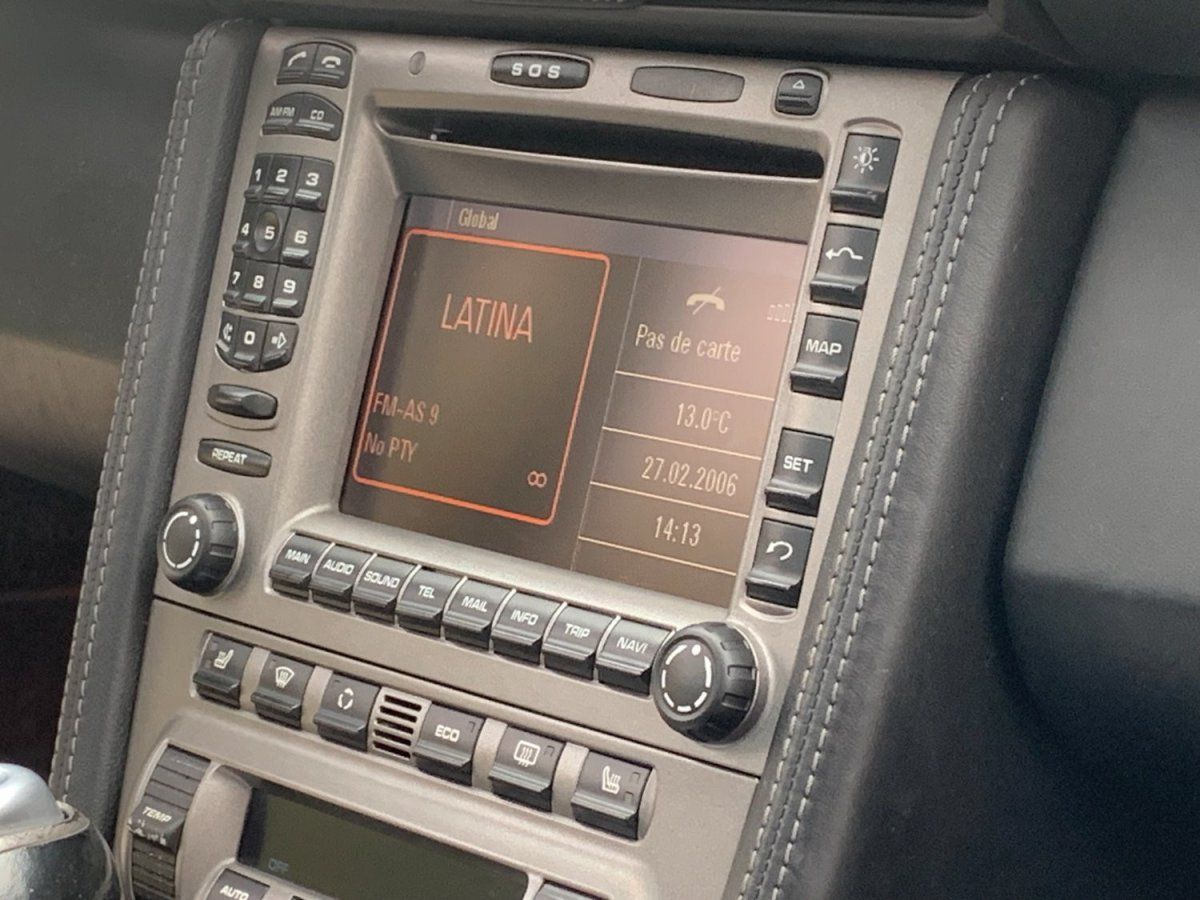 SOS
AM·FM CD
1 2 3
4 5 6
7 8 9
0
REPEAT
Global
LATINA
FM-AS 9
No PTY
Pas de carte
13.0°C
27.02.2006
14:13
MAP
SET
MAIN AUDIO SOUND TEL MAIL INFO TRIP NAVI
ECO
TEMP
OFF
AUTO